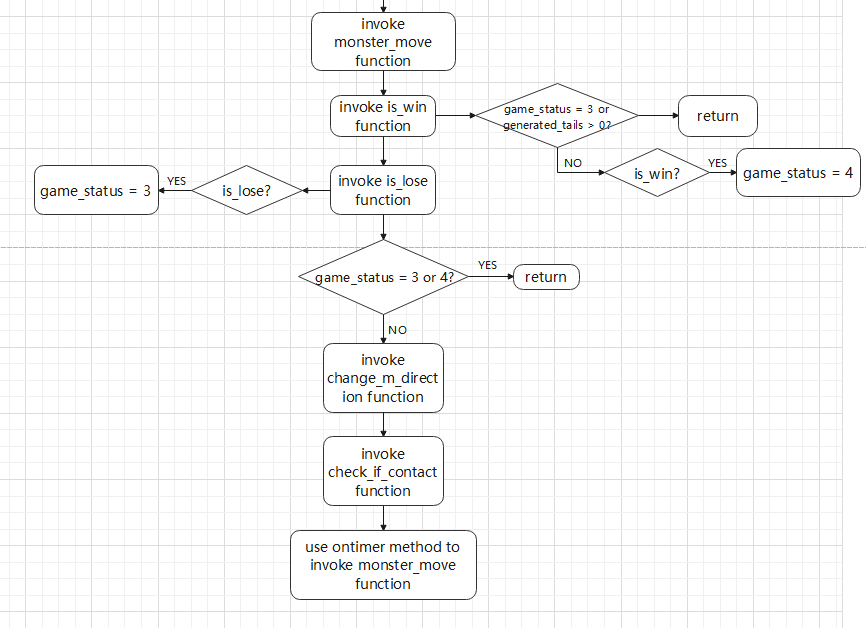 invoke
monster_move
function
invoke is_win
function
game_status = 3 or
generated_tails > 0?
return
NO
is_win?
YES
game_status = 4
invoke is_lose
function
is_lose?
YES
game_status = 3
game_status = 3 or 4?
YES
return
NO
invoke
change_m_direct
ion function
invoke
check_if_contact
function
use ontimer method to
invoke monster_move
function